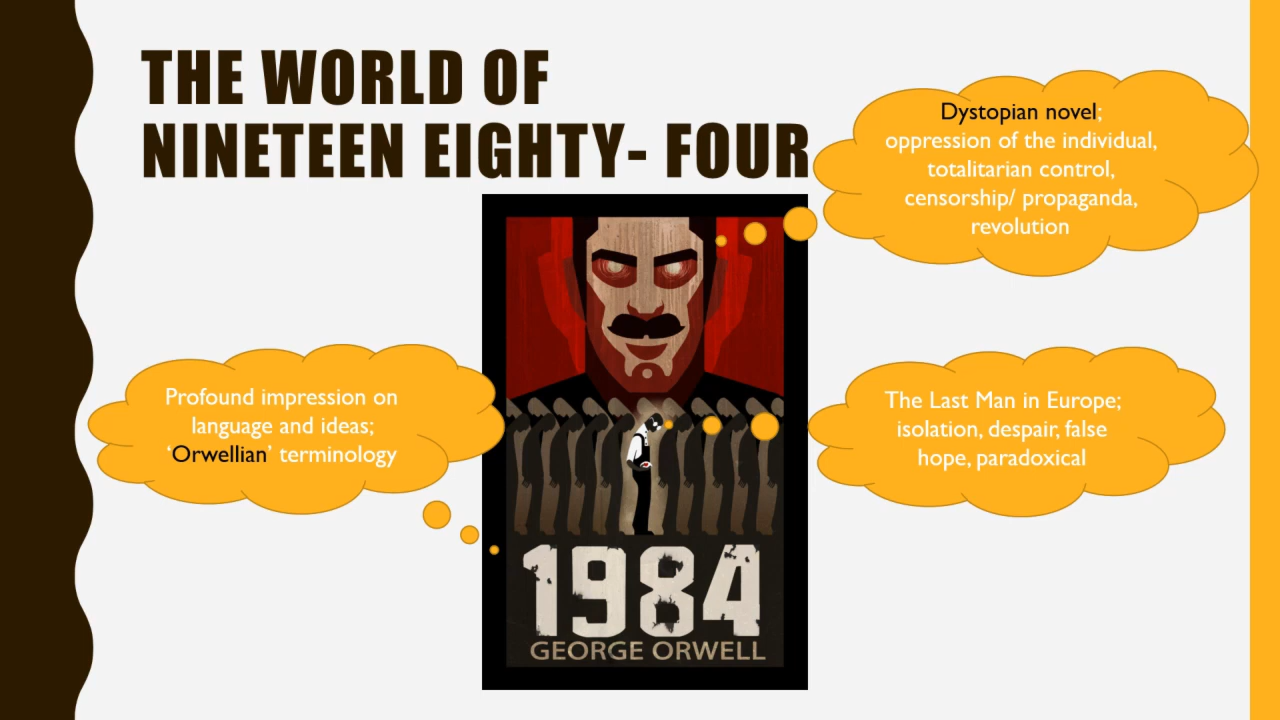 THE WORLD OF
NINETEEN EIGHTY- FOUR
Dystopian novel;
oppression of the individual,
totalitarian control,
censorship/ propaganda,
revolution
Profound impression on
language and ideas;
'Orwellian' terminology
The Last Man in Europe;
isolation, despair, false
hope, paradoxical
1984
GEORGE ORWELL